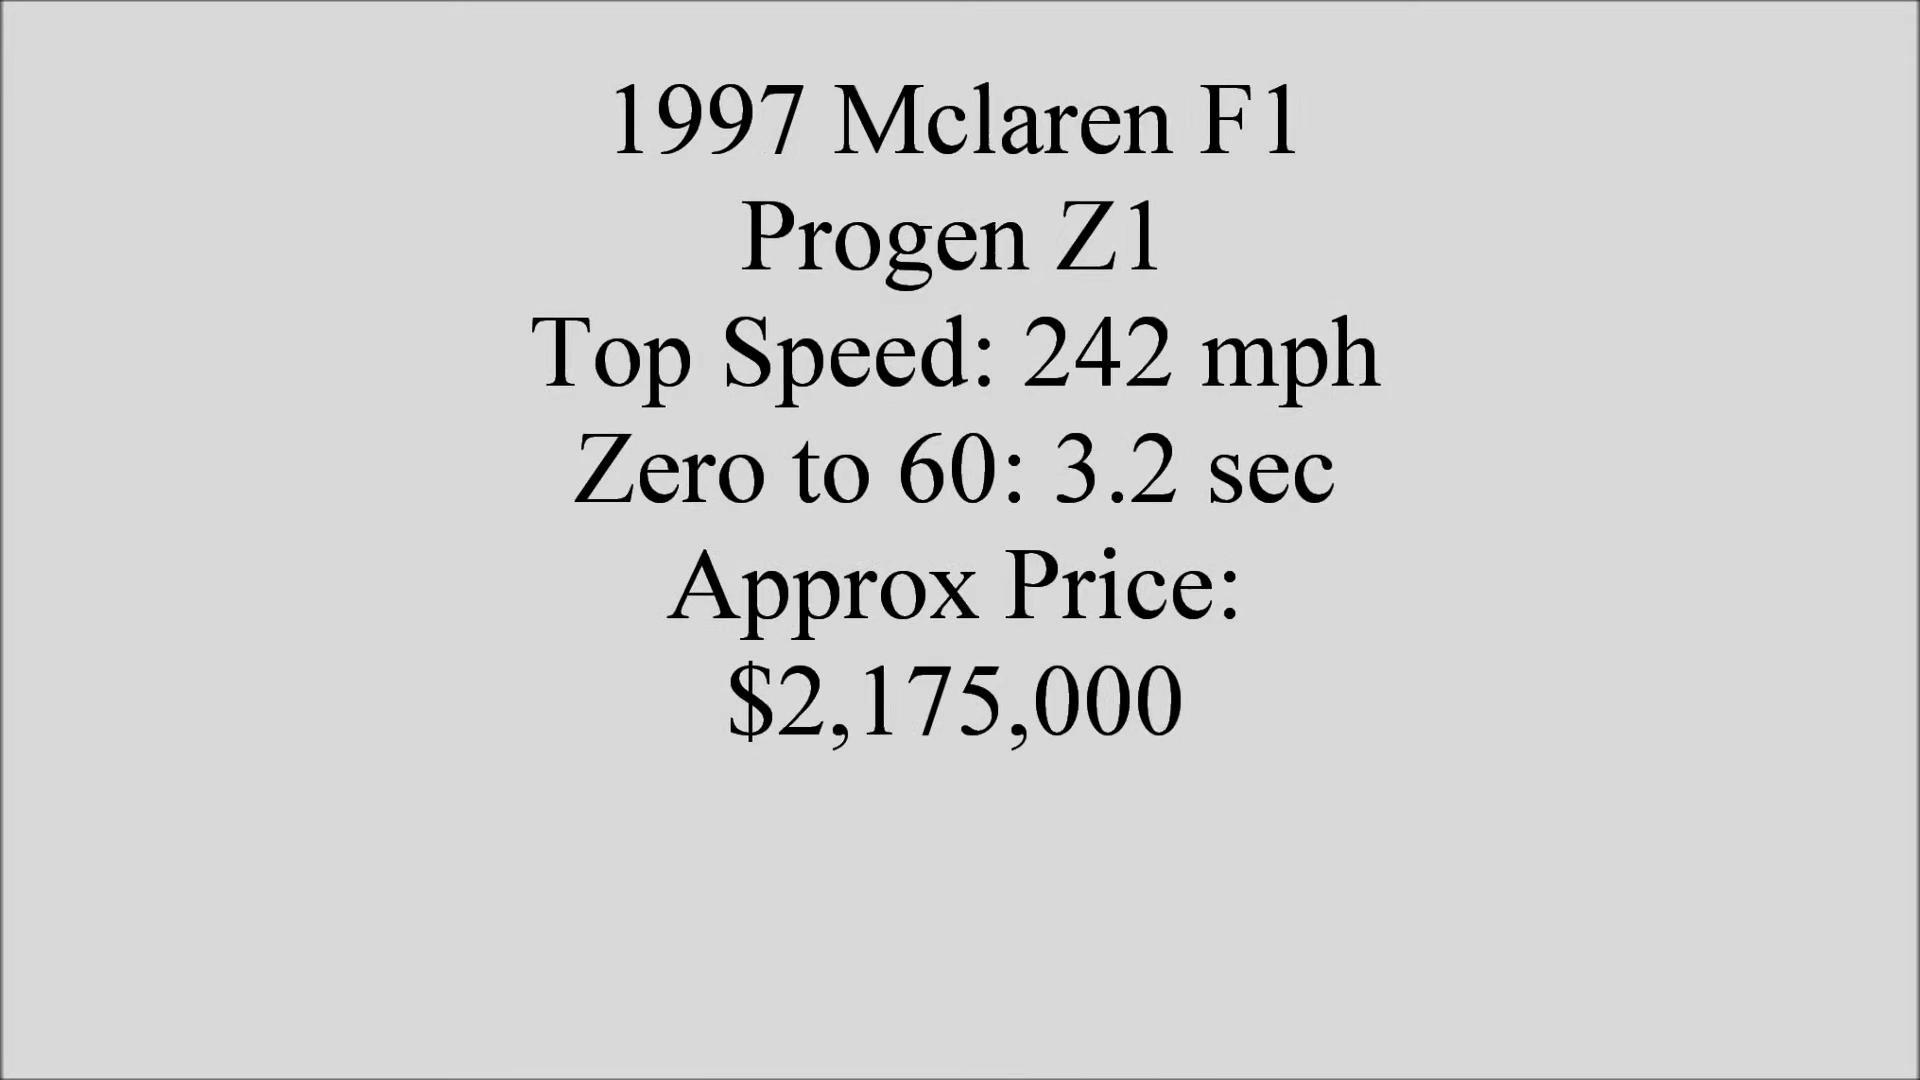 1997 Mclaren F1
Progen Z1
Top Speed: 242 mph
Zero to 60: 3.2 sec
Approx Price:
$2,175,000